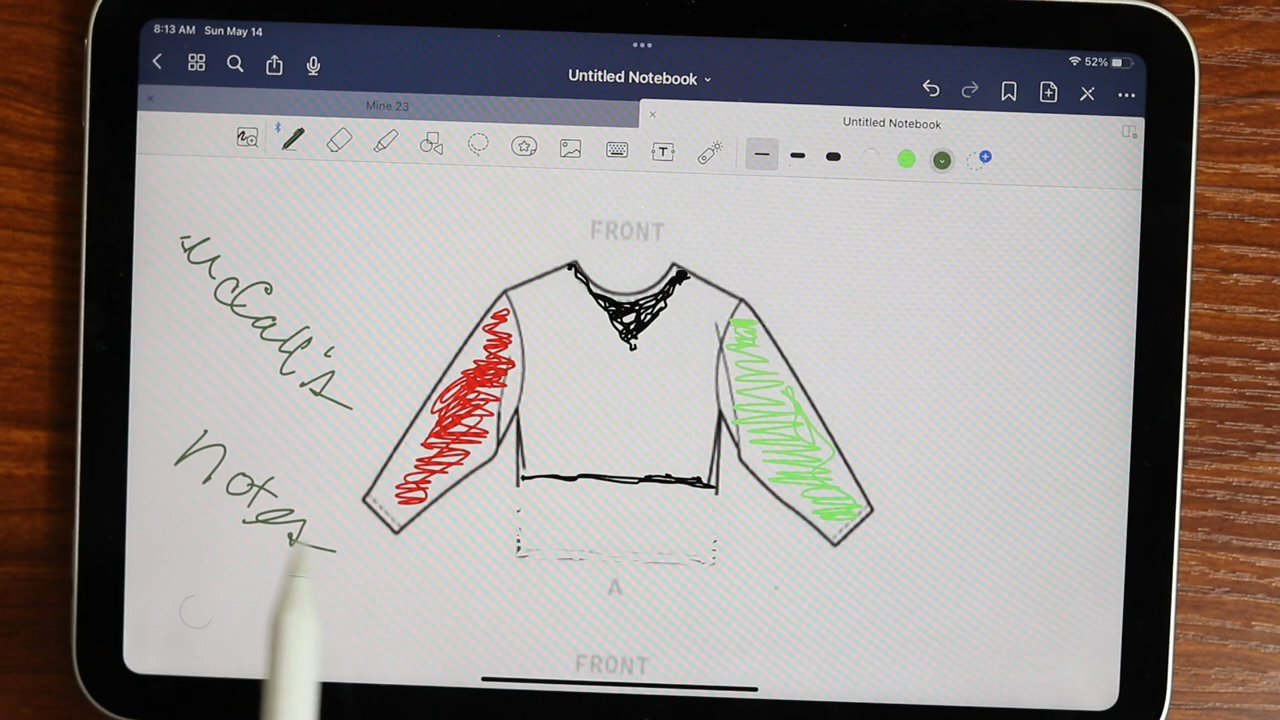 8:13 AM Sun May 14
52%
Untitled Notebook
Mine 23
Untitled Notebook
T
FRONT
McCall's
Notes
A
FRONT